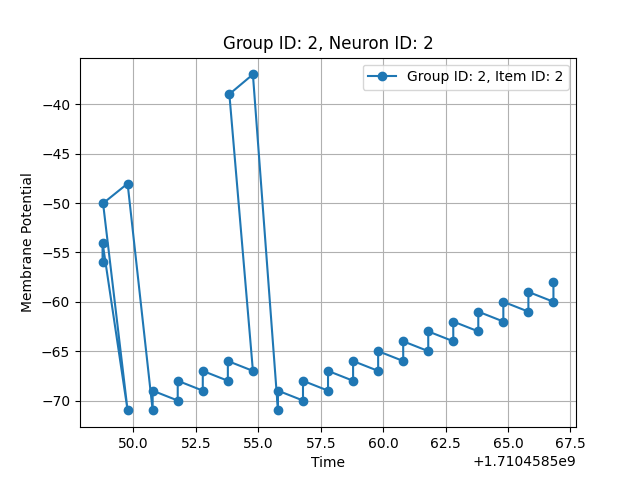 Group ID: 2, Neuron ID: 2
Group ID: 2, Item ID: 2
Membrane Potential
−40
−45
−50
−55
−60
−65
−70
50.0 52.5 55.0 57.5 60.0 62.5 65.0 67.5
Time
+1.7104585e9